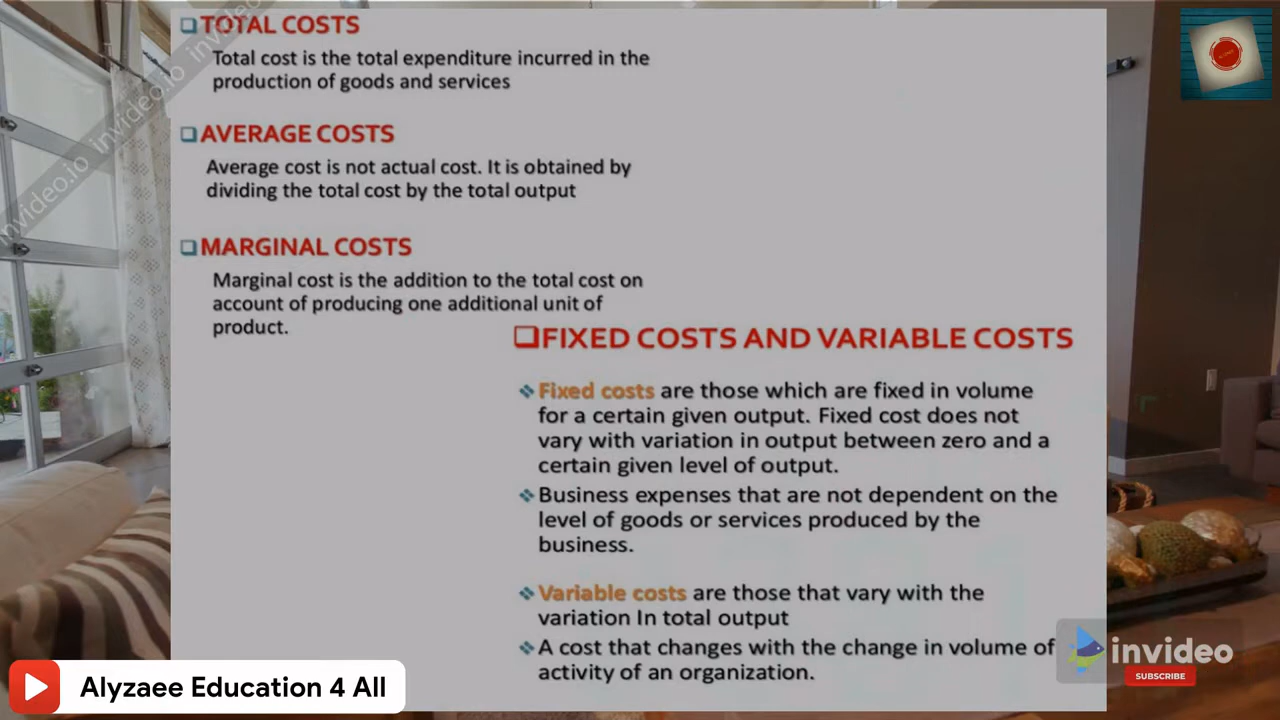 TOTAL COSTS
Total cost is the total expenditure incurred in the
production of goods and services
AVERAGE COSTS
Average cost is not actual cost. It is obtained by
dividing the total cost by the total output
MARGINAL COSTS
Marginal cost is the addition to the total cost on
account of producing one additional unit of
product.
FIXED COSTS AND VARIABLE COSTS
Fixed costs are those which are fixed in volume
for a certain given output. Fixed cost does not
vary with variation in output between zero and a
certain given level of output.
Business expenses that are not dependent on the
level of goods or services produced by the
business.
Variable costs are those that vary with the
variation In total output
A cost that changes with the change in volume of
activity of an organization.
invideo.io invideo.io invideo.io
invideo
SUBSCRIBE
Alyzaee Education 4 All